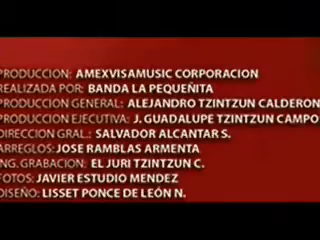 PRODUCCION: AMEXVISAMUSIC CORPORACION
REALIZADA POR: BANDA LA PEQUEÑITA
PRODUCCION GENERAL: ALEJANDRO TZINTZUN CALDERON
PRODUCCION EJECUTIVA: J. GUADALUPE TZINTZUN CAMPO
DIRECCION GRAL.: SALVADOR ALCANTAR S.
ARREGLOS: JOSE RAMBLAS ARMENTA
ING. GRABACION: EL JURI TZINTZUN C.
FOTOS: JAVIER ESTUDIO MENDEZ
DISEÑO: LISSET PONCE DE LEÓN N.